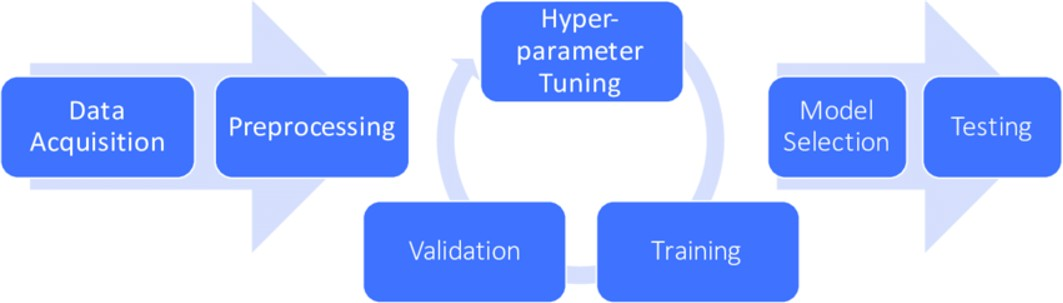 Data
Acquisition
Preprocessing
Hyper-
parameter
Tuning
Validation
Training
Model
Selection
Testing